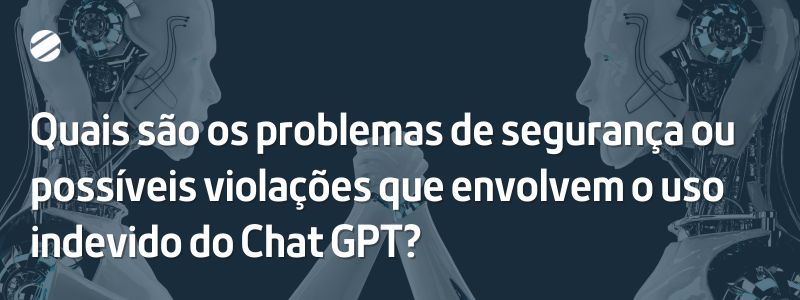 Quais são os problemas de segurança ou
possíveis violações que envolvem o uso
indevido do Chat GPT?